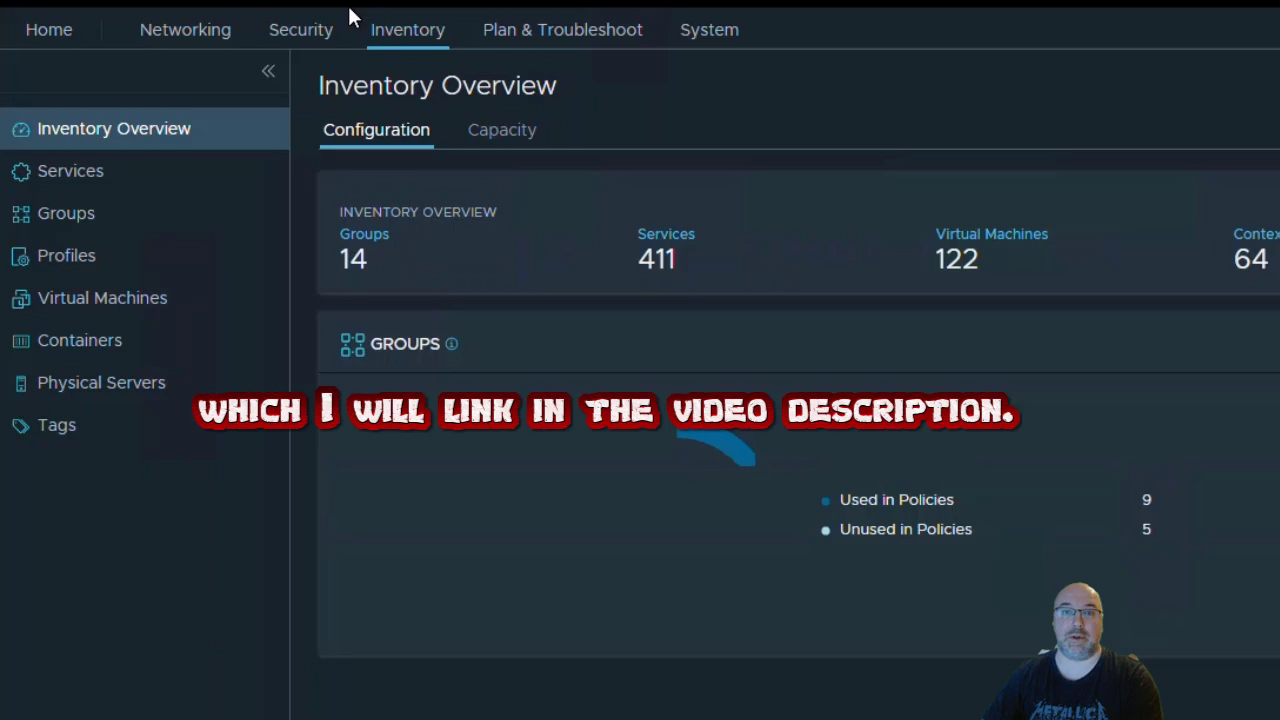 Home
Networking
Security
Inventory
Plan & Troubleshoot
System
Inventory Overview
Services
Groups
Profiles
Virtual Machines
Containers
Physical Servers
Tags
Inventory Overview
Configuration
Capacity
INVENTORY OVERVIEW
Groups
14
Services
411
Virtual Machines
122
Contex
64
GROUPS
WHICH I WILL LINK IN THE VIDEO DESCRIPTION.
Used in Policies 9
Unused in Policies 5
METALLICA